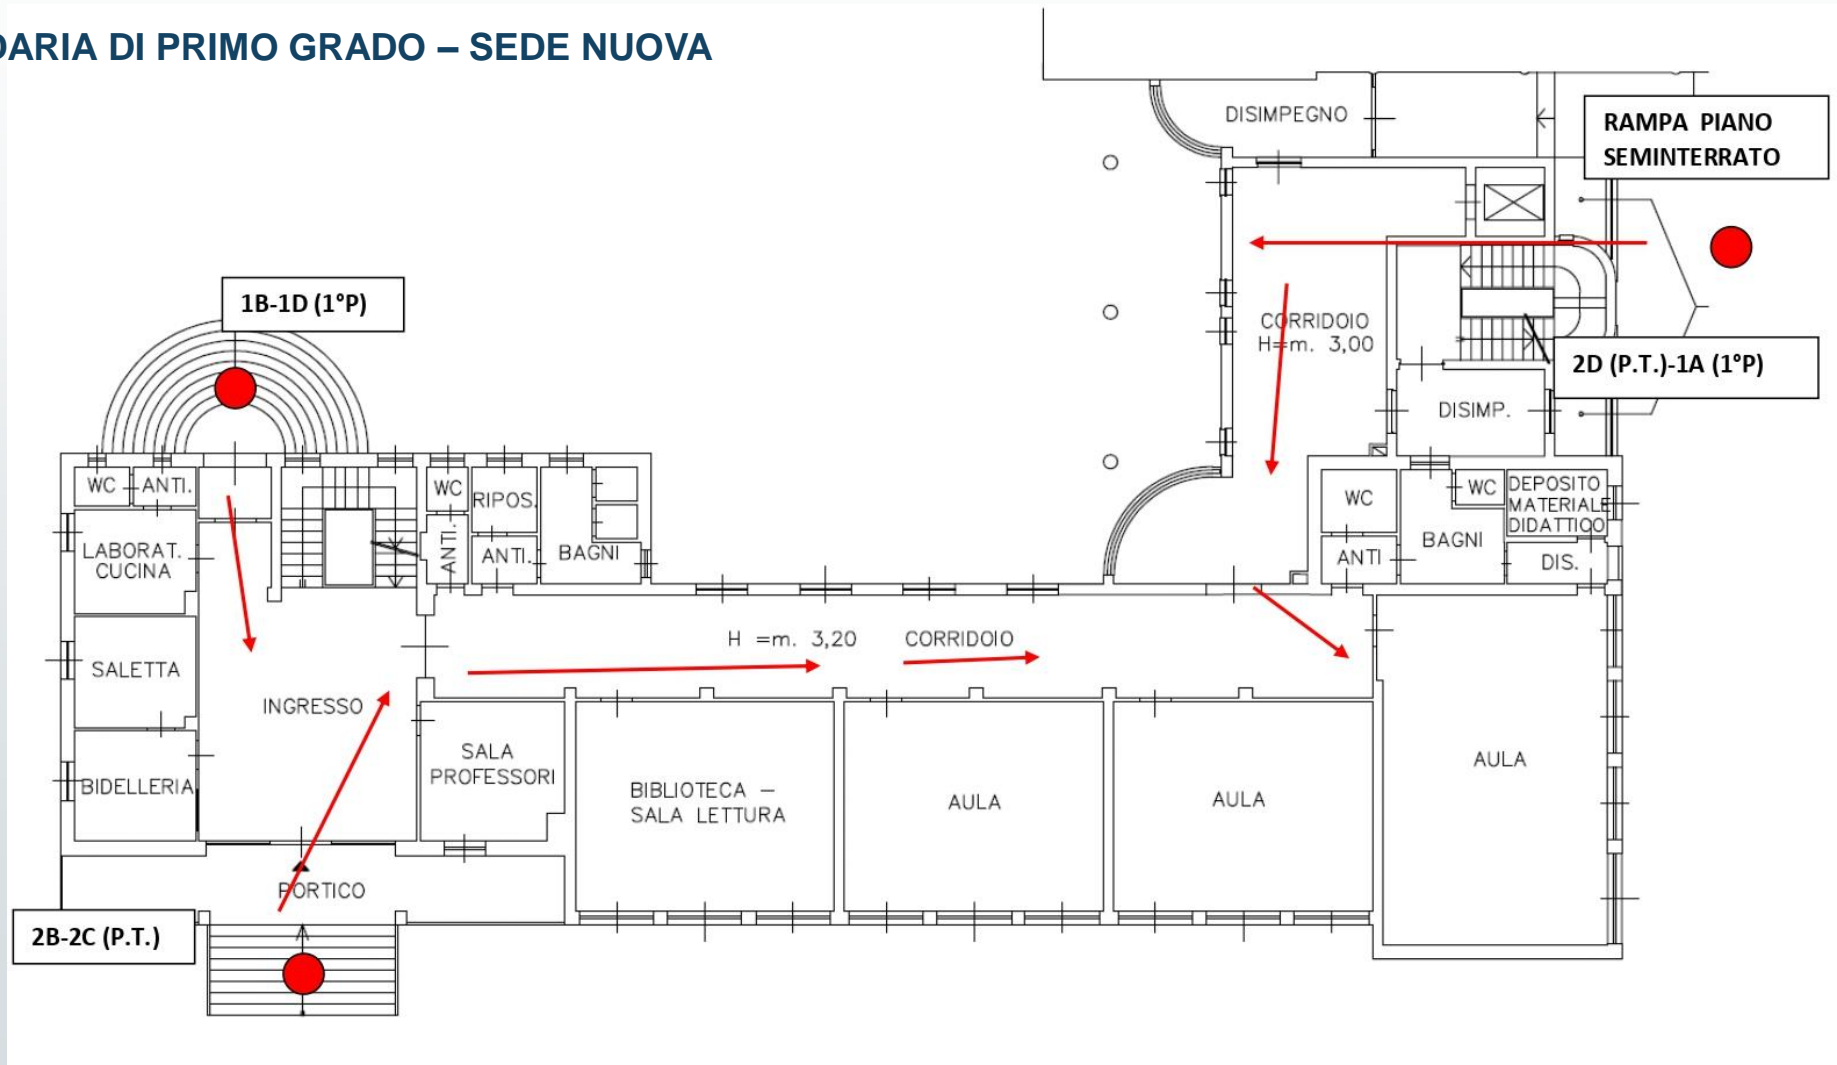 DARIA DI PRIMO GRADO – SEDE NUOVA
DISIMPEGNO
RAMPA PIANO
SEMINTERRATO
1B-1D (1°P)
CORRIDOIO
H=m. 3,00
2D (P.T.)-1A (1°P)
DISIMP.
WC
ANTI.
WC
RIPOS.
ANTI.
ANTI.
BAGNI
LABORAT.
CUCINA
WC
ANTI
BAGNI
WC
DEPOSITO
MATERIALE
DIDATTICO
DIS.
H =m. 3,20 CORRIDOIO
SALETTA
INGRESSO
SALA
PROFESSORI
BIDELLERIA
BIBLIOTECA –
SALA LETTURA
AULA
AULA
AULA
PORTICO
2B-2C (P.T.)